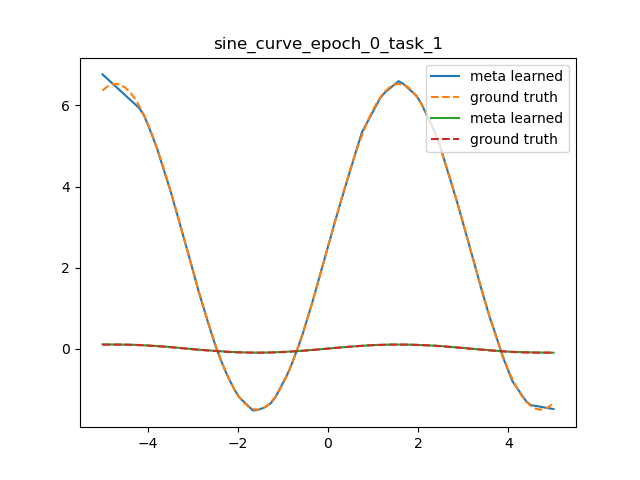 sine_curve_epoch_0_task_1
meta learned
ground truth
meta learned
ground truth
6
4
2
0
−4
−2
0
2
4